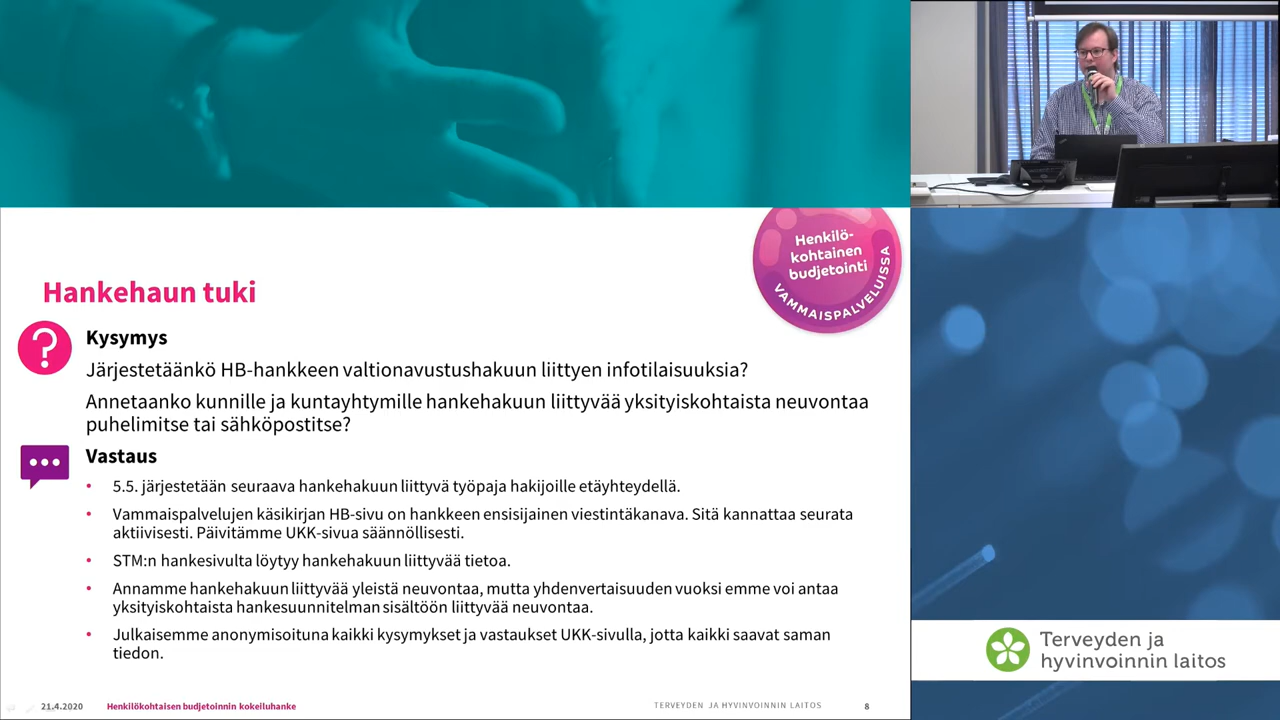 Henkilö-
kohtainen
budjetointi
VAMMAISPALVELUISSA
Hankehaun tuki
?
Kysymys
Järjestetäänkö HB-hankkeen valtionavustushakuun liittyen infotilaisuuksia?
Annetaanko kunnille ja kuntayhtymille hankehakuun liittyvää yksityiskohtaista neuvontaa
puhelimitse tai sähköpostitse?
Vastaus
• 5.5. järjestetään seuraava hankehakuun liittyvä työpaja hakijoille etäyhteydellä.
• Vammaispalvelujen käsikirjan HB-sivu on hankkeen ensisijainen viestintäkanava. Sitä kannattaa seurata
aktiivisesti. Päivitämme UKK-sivua säännöllisesti.
• STM:n hankesivulta löytyy hankehakuun liittyvää tietoa.
• Annamme hankehakuun liittyvää yleistä neuvontaa, mutta yhdenvertaisuuden vuoksi emme voi antaa
yksityiskohtaista hankesuunnitelman sisältöön liittyvää neuvontaa.
• Julkaisemme anonymisoituna kaikki kysymykset ja vastaukset UKK-sivulla, jotta kaikki saavat saman
tiedon.
21.4.2020 Henkilökohtaisen budjetoinnin kokeiluhanke TERVEYDEN JA HYVINVOINNIN LAITOS 8
Terveyden ja
hyvinvoinnin laitos